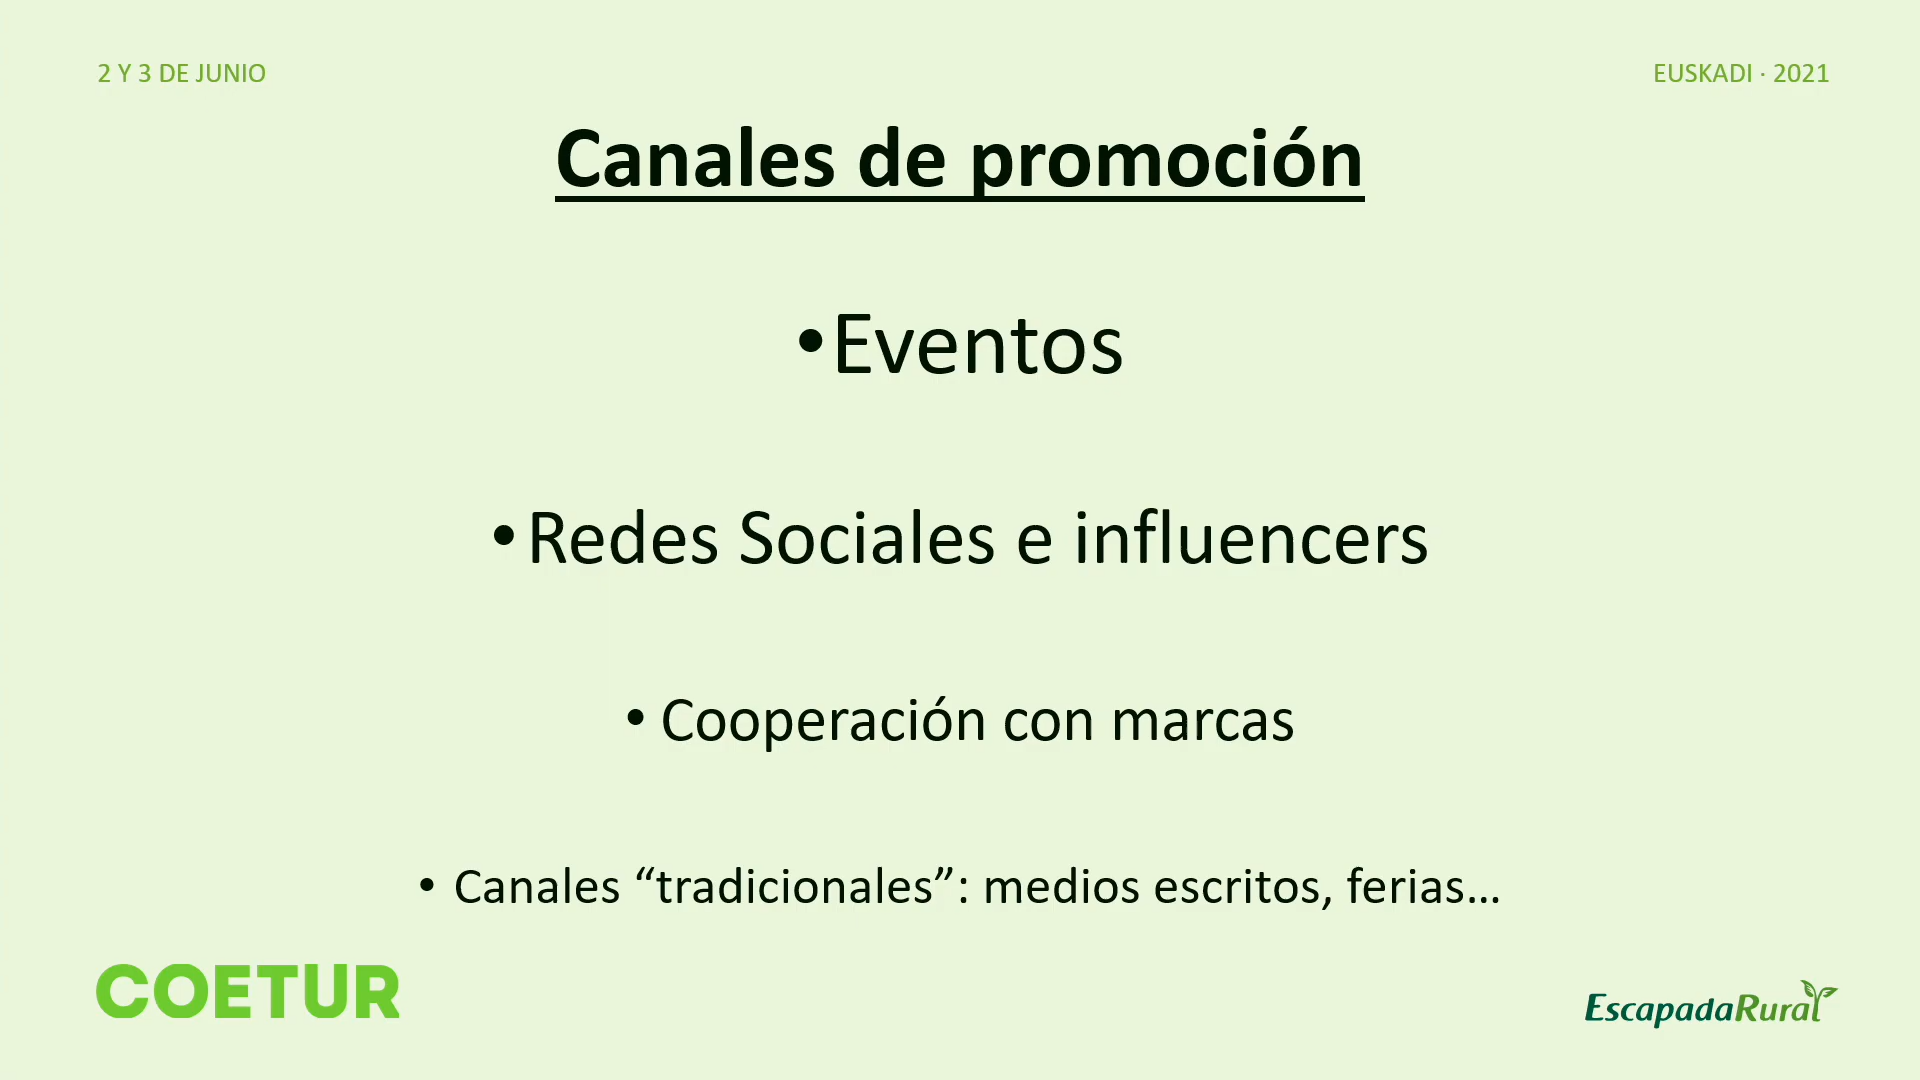 2 Y 3 DE JUNIO
EUSKADI · 2021
Canales de promoción
•Eventos
•Redes Sociales e influencers
• Cooperación con marcas
• Canales “tradicionales”: medios escritos, ferias…
COETUR
EscapadaRural